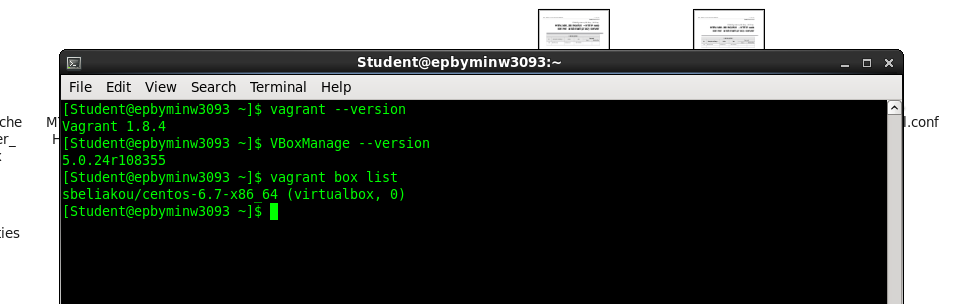 Student@epbyminw3093:~
File Edit View Search Terminal Help
[Student@epbyminw3093 ~]$ vagrant --version
Vagrant 1.8.4
[Student@epbyminw3093 ~]$ VBoxManage --version
5.0.24r108355
[Student@epbyminw3093 ~]$ vagrant box list
sbeliakou/centos-6.7-x86_64 (virtualbox, 0)
[Student@epbyminw3093 ~]$
che
er_
ties
l.conf